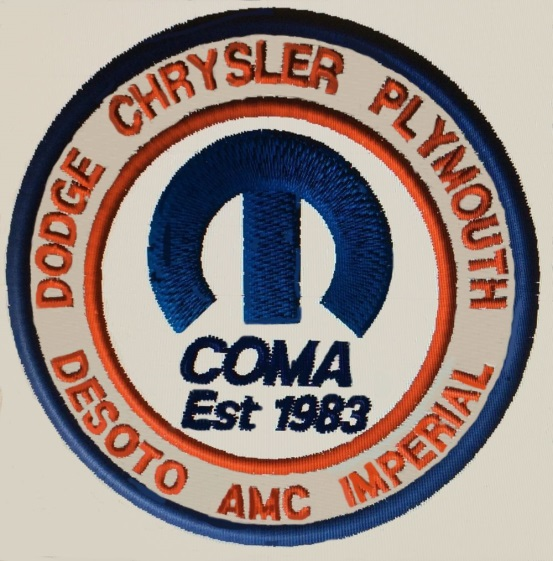 DODGE CHRYSLER PLYMOUTH
DESOTO AMC IMPERIAL
COMA
Est 1983